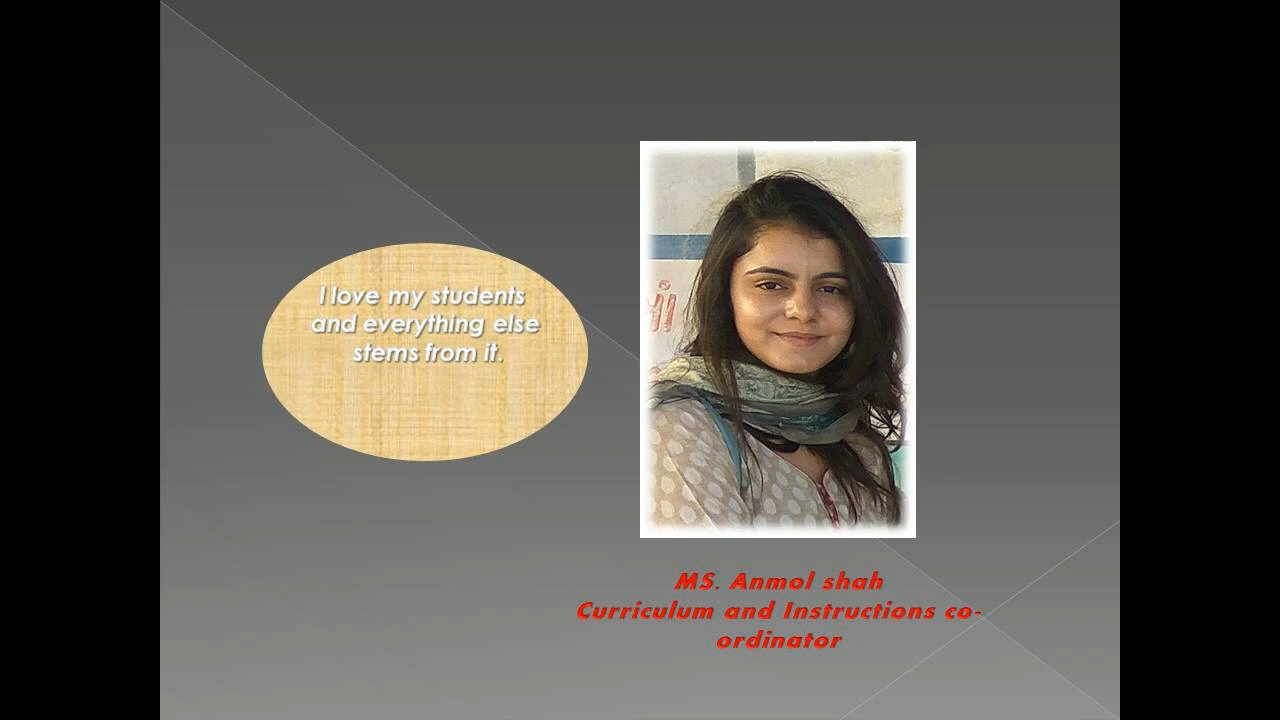 I love my students
and everything else
stems from it.
MS. Anmol shah
Curriculum and Instructions co-
ordinator